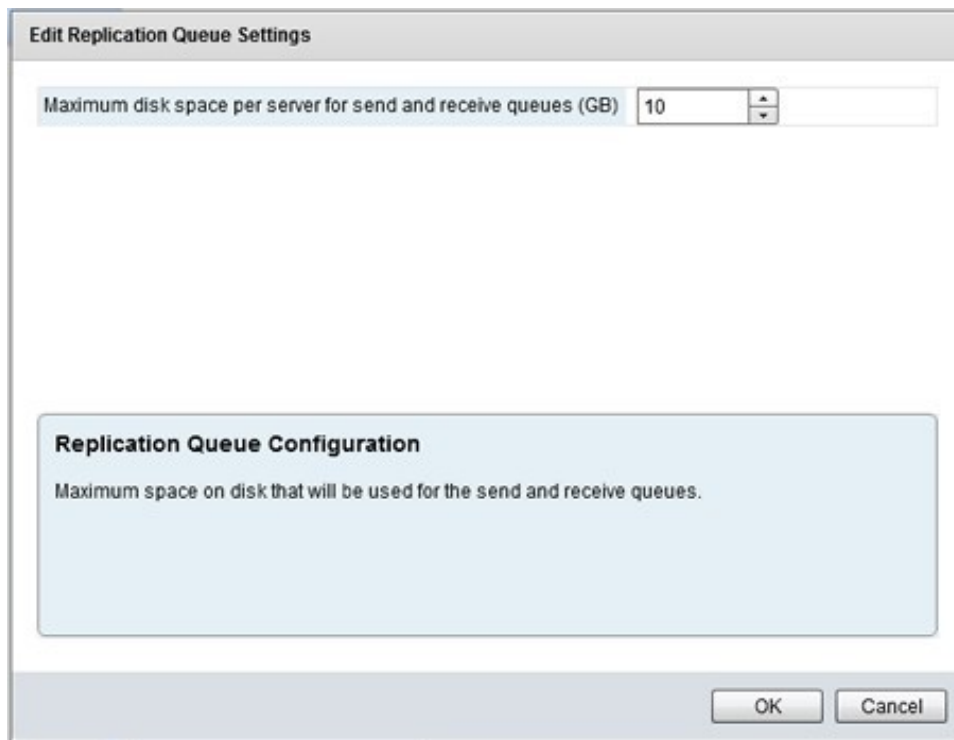 Edit Replication Queue Settings
Maximum disk space per server for send and receive queues (GB) 10
Replication Queue Configuration
Maximum space on disk that will be used for the send and receive queues.
OK Cancel